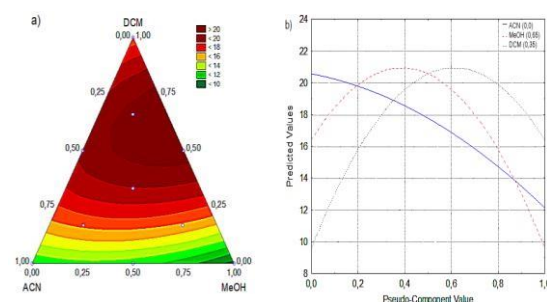 a)
DCM
0,00 1,00
> 20
< 20
< 18
< 16
< 14
< 12
< 10
0,25 0,75
0,50 0,50
0,75 0,25
1,00 0,00
0,00 0,25 0,50 0,75 1,00
ACN MeOH
b)
ACN (0,0)
MeOH (0,65)
DCM (0,35)
24
22
20
18
16
14
12
10
8
Predicted Values
0,0 0,2 0,4 0,6 0,8 1,0
Pseudo-Component Value